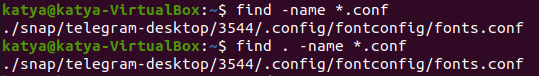 katya@katya-VirtualBox:~$ find -name *.conf
./snap/telegram-desktop/3544/.config/fontconfig/fonts.conf
katya@katya-VirtualBox:~$ find . -name *.conf
./snap/telegram-desktop/3544/.config/fontconfig/fonts.conf